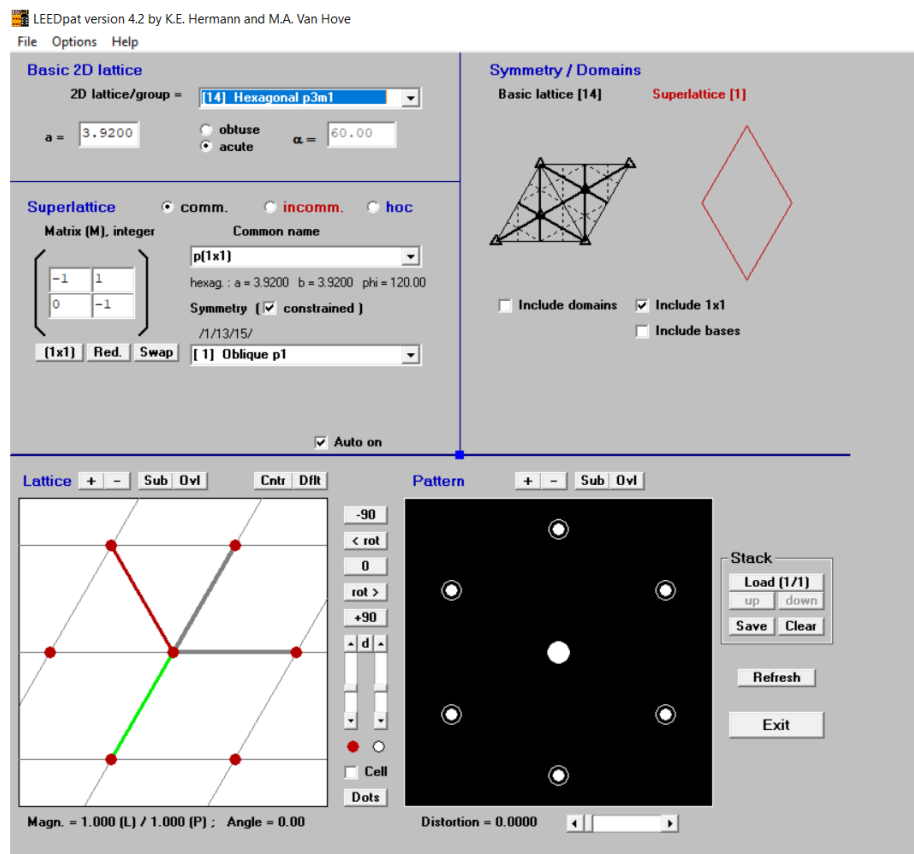 LEEDpat version 4.2 by K.E. Hermann and M.A. Van Hove
File Options Help
Basic 2D lattice
2D lattice/group = [14] Hexagonal p3m1
a = 3.9200
obtuse
acute
α = 60.00
Symmetry / Domains
Basic lattice [14] Superlattice [1]
Include domains Include 1x1
Include bases
Superlattice comm. incomm. hoc
Matrix (M), integer Common name
-1 1
0 -1
p(1x1)
hexag. : a = 3.9200 b = 3.9200 phi = 120.00
Symmetry ( constrained )
/1/13/15/
(1x1) Red. Swap [ 1] Oblique p1
Auto on
Lattice + - Sub Ovl Cntr Dflt
-90
< rot
0
rot >
+90
d
Cell
Dots
Magn. = 1.000 (L) / 1.000 (P) ; Angle = 0.00
Pattern + - Sub Ovl
Distortion = 0.0000
Stack
Load (1/1)
up down
Save Clear
Refresh
Exit